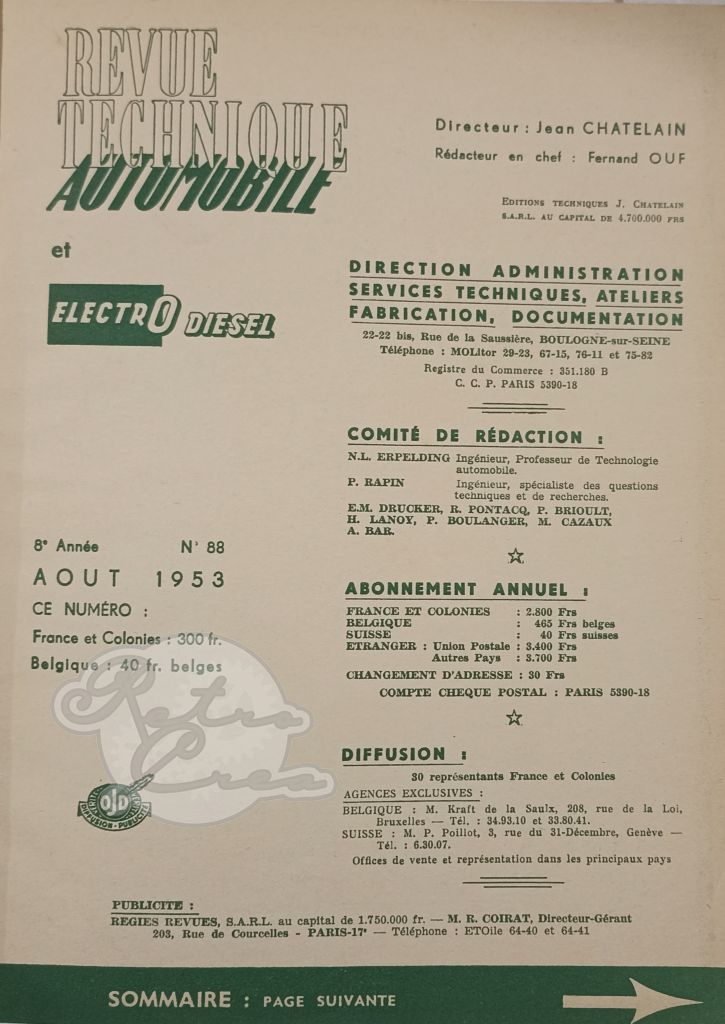 REVUE
TECHNIQUE
AUTOMOBILE
et
ELECTRO DIESEL
Directeur : Jean CHATELAIN
Rédacteur en chef : Fernand OUF
EDITIONS TECHNIQUES J. CHATELAIN
S.A.R.L. AU CAPITAL DE 4.700.000 FRS
DIRECTION ADMINISTRATION
SERVICES TECHNIQUES, ATELIERS
FABRICATION, DOCUMENTATION
22-22 bis, Rue de la Saussière, BOULOGNE-sur-SEINE
Téléphone : MOLitor 29-23, 67-15, 76-11 et 75-82
Registre du Commerce : 351.180 B
C. C. P. PARIS 5390-18
COMITÉ DE RÉDACTION :
N.L. ERPELDING Ingénieur, Professeur de Technologie
automobile.
P. RAPIN Ingénieur, spécialiste des questions
techniques et de recherches.
E.M. DRUCKER, R. PONTACQ, P. BRIOULT,
H. LANOY, P. BOULANGER, M. CAZAUX
A. BAR.
8e Année N° 88
AOUT 1953
CE NUMÉRO :
France et Colonies : 300 fr.
Belgique : 40 fr. belges
Retro
Crea
OJD
DIFFUSION - PUBLICITÉ
ABONNEMENT ANNUEL :
FRANCE ET COLONIES : 2.800 Frs
BELGIQUE : 465 Frs belges
SUISSE : 40 Frs suisses
ETRANGER : Union Postale : 3.400 Frs
Autres Pays : 3.700 Frs
CHANGEMENT D'ADRESSE : 30 Frs
COMPTE CHEQUE POSTAL : PARIS 5390-18
DIFFUSION :
30 représentants France et Colonies
AGENCES EXCLUSIVES :
BELGIQUE : M. Kraft de la Saulx, 208, rue de la Loi,
Bruxelles — Tél. : 34.93.10 et 33.80.41.
SUISSE : M. P. Poillot, 3, rue du 31-Décembre, Genève —
Tél. : 6.30.07.
Offices de vente et représentation dans les principaux pays
PUBLICITE :
REGIES REVUES, S.A.R.L. au capital de 1.750.000 fr. — M. R. COIRAT, Directeur-Gérant
203, Rue de Courcelles - PARIS-17e — Téléphone : ETOile 64-40 et 64-41
SOMMAIRE : PAGE SUIVANTE